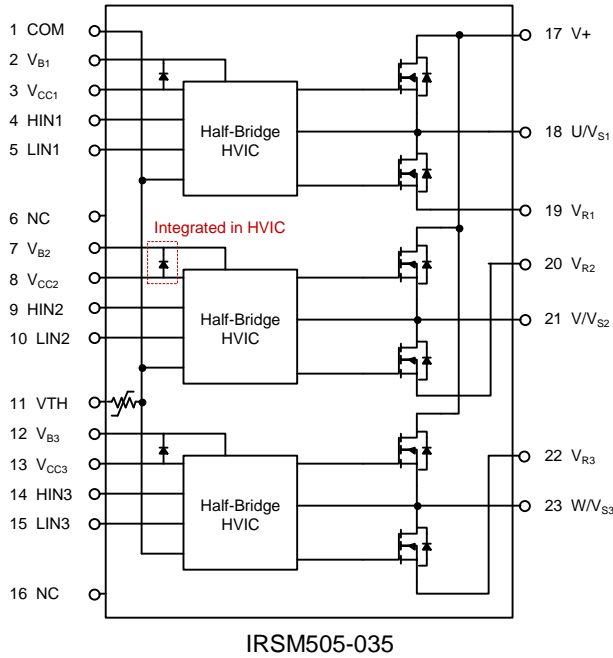 1 COM
2 VB1
3 VCC1
4 HIN1
5 LIN1
6 NC
7 VB2
8 VCC2
9 HIN2
10 LIN2
11 VTH
12 VB3
13 VCC3
14 HIN3
15 LIN3
16 NC
Half-Bridge
HVIC
Integrated in HVIC
Half-Bridge
HVIC
Half-Bridge
HVIC
17 V+
18 U/VS1
19 VR1
20 VR2
21 V/VS2
22 VR3
23 W/VS3
IRSM505-035